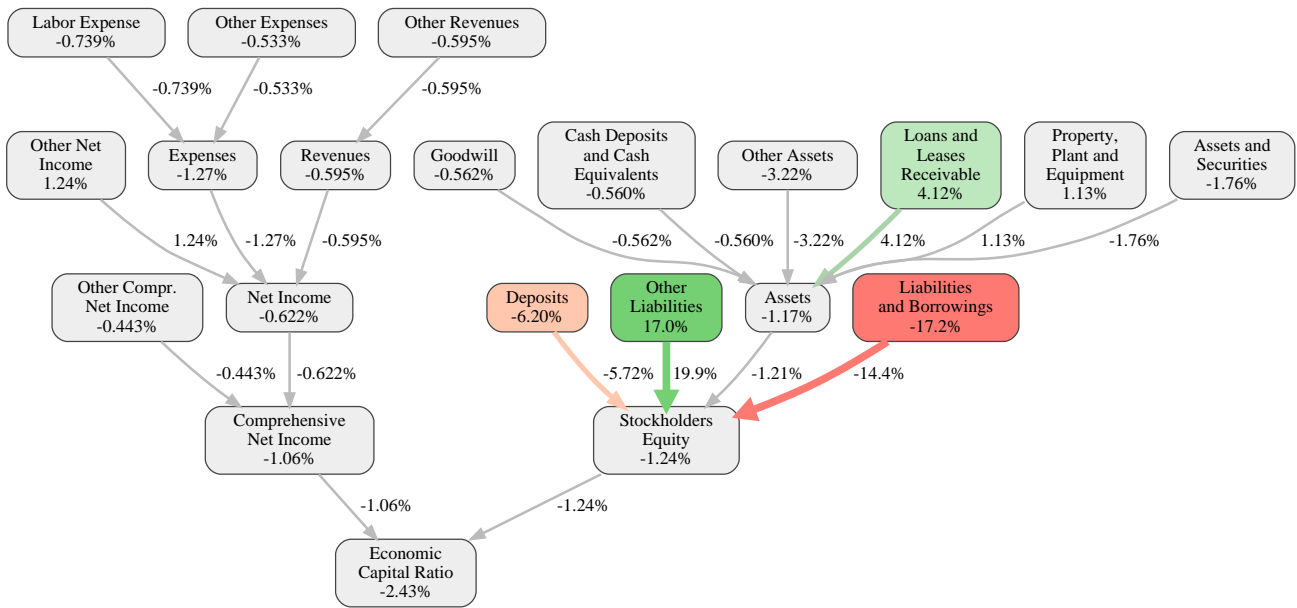 Labor Expense
-0.739%
Other Expenses
-0.533%
Other Revenues
-0.595%
-0.739%
-0.533%
-0.595%
Other Net
Income
1.24%
Expenses
-1.27%
Revenues
-0.595%
Goodwill
-0.562%
Cash Deposits
and Cash
Equivalents
-0.560%
Other Assets
-3.22%
Loans and
Leases
Receivable
4.12%
Property,
Plant and
Equipment
1.13%
Assets and
Securities
-1.76%
1.24%
-1.27%
-0.595%
-0.562%
-0.560%
-3.22%
4.12%
1.13%
-1.76%
Other Compr.
Net Income
-0.443%
Net Income
-0.622%
Deposits
-6.20%
Other
Liabilities
17.0%
Assets
-1.17%
Liabilities
and Borrowings
-17.2%
-0.443%
-0.622%
-5.72%
19.9%
-1.21%
-14.4%
Comprehensive
Net Income
-1.06%
Stockholders
Equity
-1.24%
-1.06%
-1.24%
Economic
Capital Ratio
-2.43%